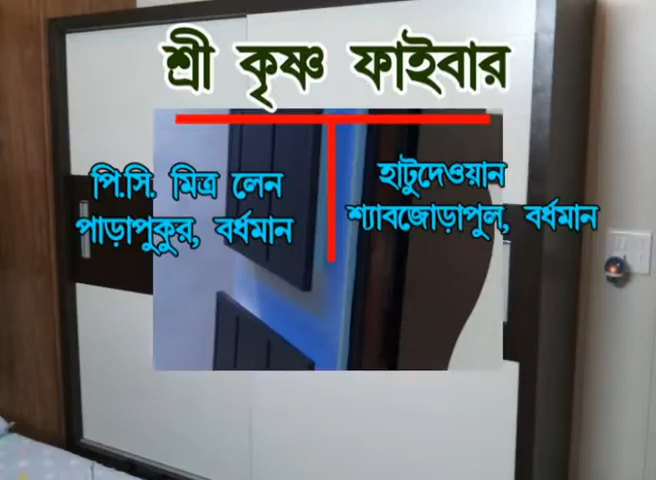 শ্রী কৃষ্ণ ফাইবার
পি.সি. মিত্র লেন
পাড়াপুকুর, বর্ধমান
হাটুদেওয়ান
শ্যাবজোড়াপুল, বর্ধমান